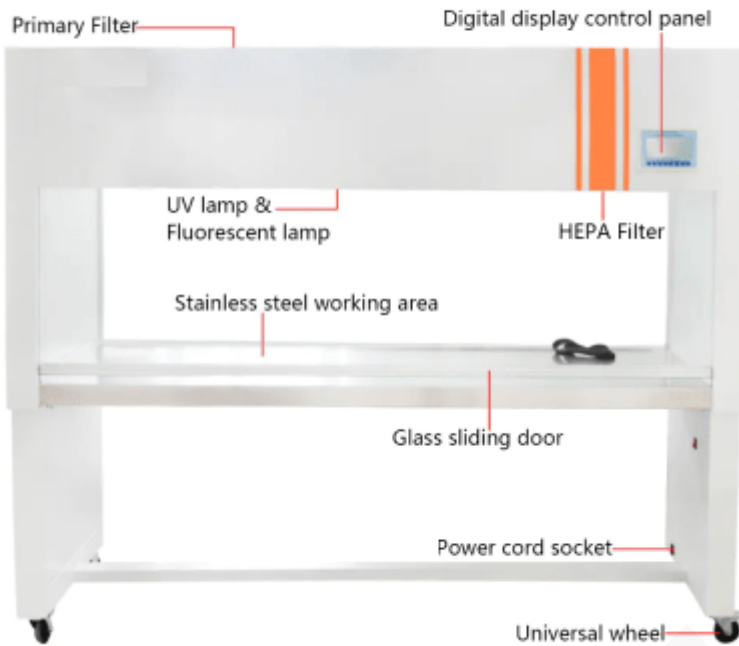 Primary Filter
Digital display control panel
UV lamp &
Fluorescent lamp
HEPA Filter
Stainless steel working area
Glass sliding door
Power cord socket
Universal wheel